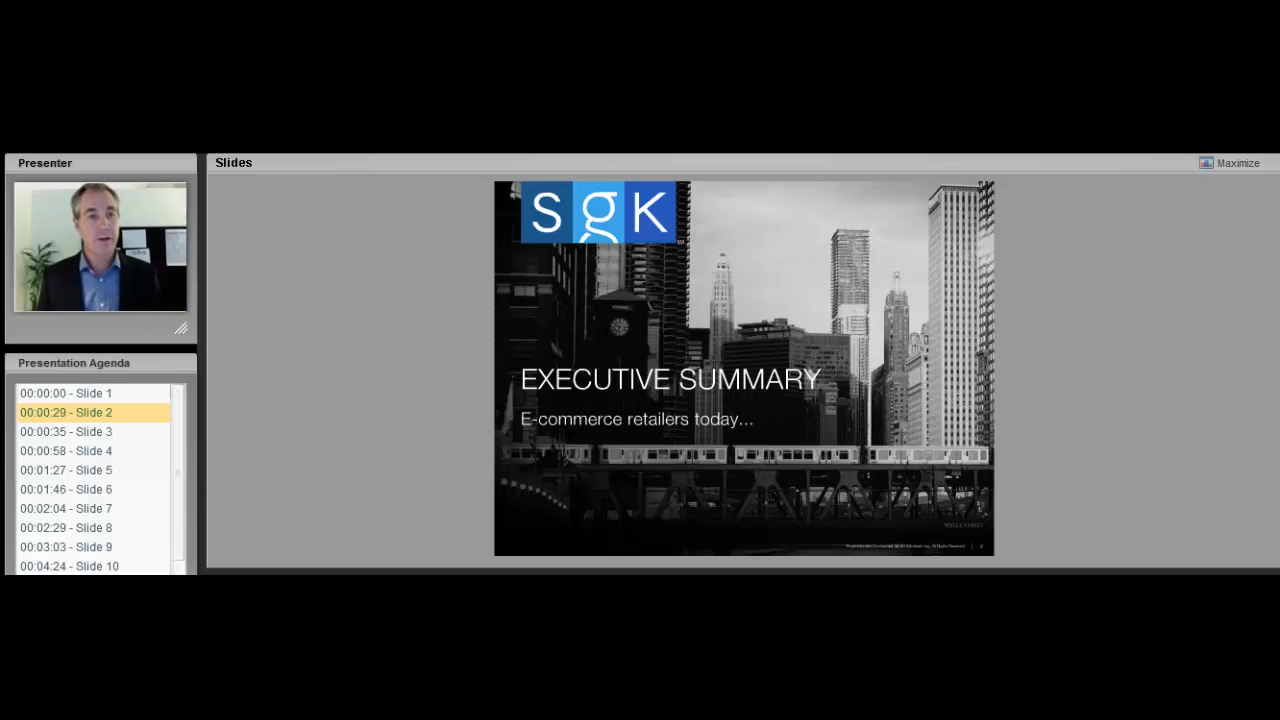 Presenter
Slides
Maximize
SgK
EXECUTIVE SUMMARY
E-commerce retailers today...
WELLS STREET
Presentation Agenda
00:00:00 - Slide 1
00:00:29 - Slide 2
00:00:35 - Slide 3
00:00:58 - Slide 4
00:01:27 - Slide 5
00:01:46 - Slide 6
00:02:04 - Slide 7
00:02:29 - Slide 8
00:03:03 - Slide 9
00:04:24 - Slide 10